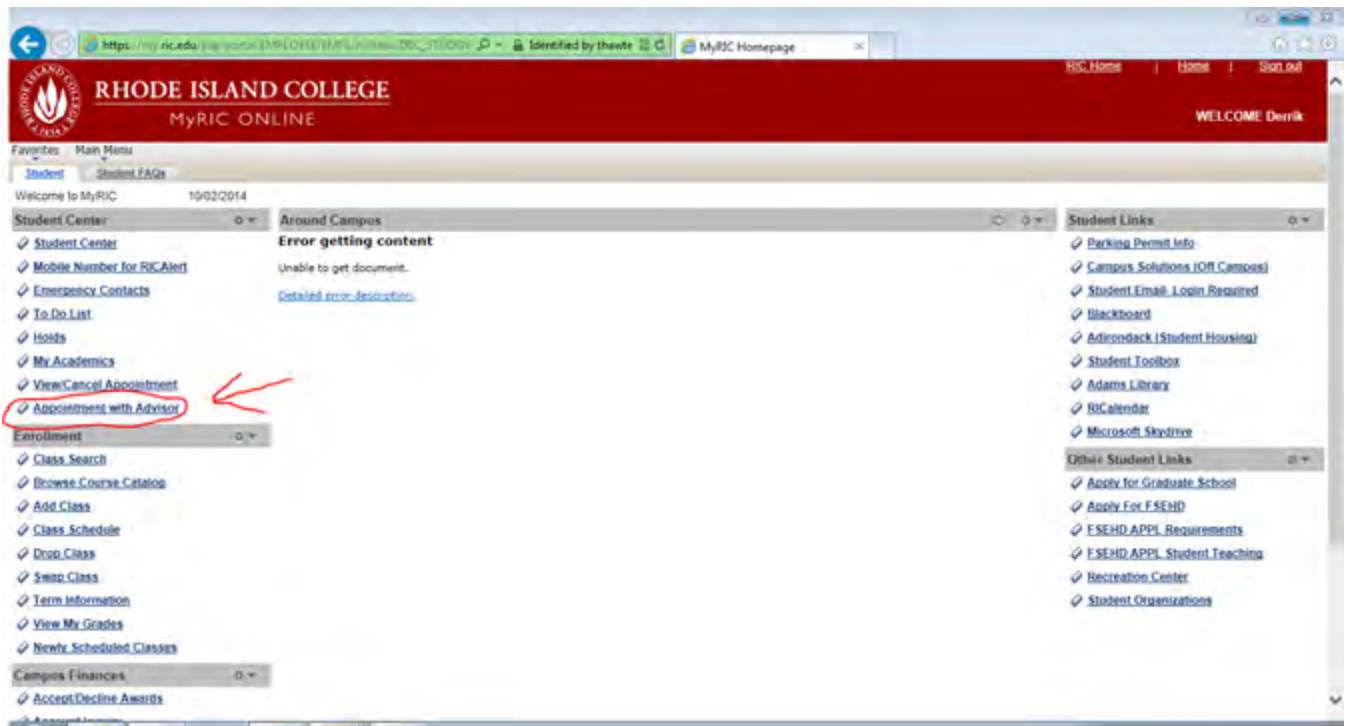 Identified by thawte
MyRIC Homepage
RHODE ISLAND COLLEGE
MyRIC ONLINE
RIC Home | Home | Sign out
WELCOME Derrik
Favorites Main Menu
Student Student FAQs
Welcome to MyRIC 10/02/2014
Student Center
Student Center
Mobile Number for RICAlert
Emergency Contacts
To Do List
Holds
My Academics
View/Cancel Appointment
Appointment with Advisor
Enrollment
Class Search
Browse Course Catalog
Add Class
Class Schedule
Drop Class
Swap Class
Term Information
View My Grades
Newly Scheduled Classes
Campus Finances
Accept/Decline Awards
Around Campus
Error getting content
Unable to get document.
Detailed error description.
Student Links
Parking Permit Info
Campus Solutions (Off Campus)
Student Email- Login Required
Blackboard
Adirondack (Student Housing)
Student Toolbox
Adams Library
RICalendar
Microsoft Skydrive
Other Student Links
Apply for Graduate School
Apply For FSEHD
FSEHD APPL Requirements
FSEHD APPL Student Teaching
Recreation Center
Student Organizations